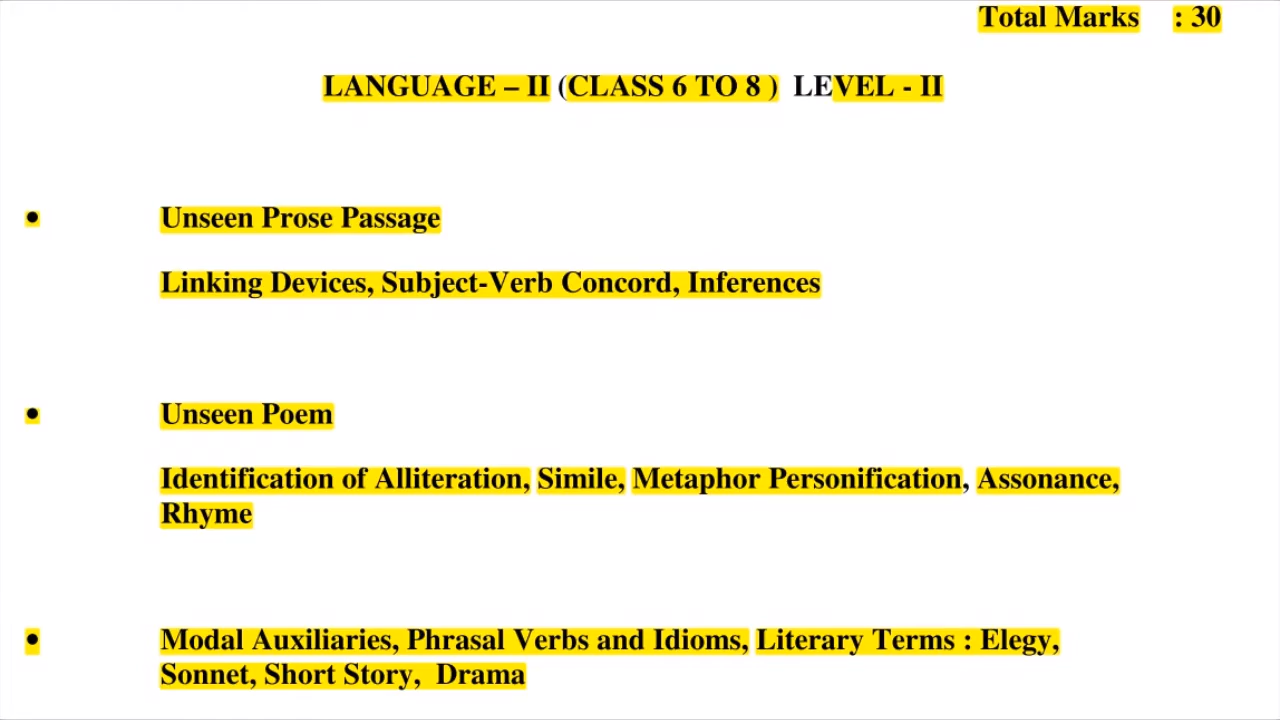 Total Marks : 30
LANGUAGE – II (CLASS 6 TO 8 ) LEVEL - II
• Unseen Prose Passage
Linking Devices, Subject-Verb Concord, Inferences
• Unseen Poem
Identification of Alliteration, Simile, Metaphor Personification, Assonance,
Rhyme
• Modal Auxiliaries, Phrasal Verbs and Idioms, Literary Terms : Elegy,
Sonnet, Short Story, Drama